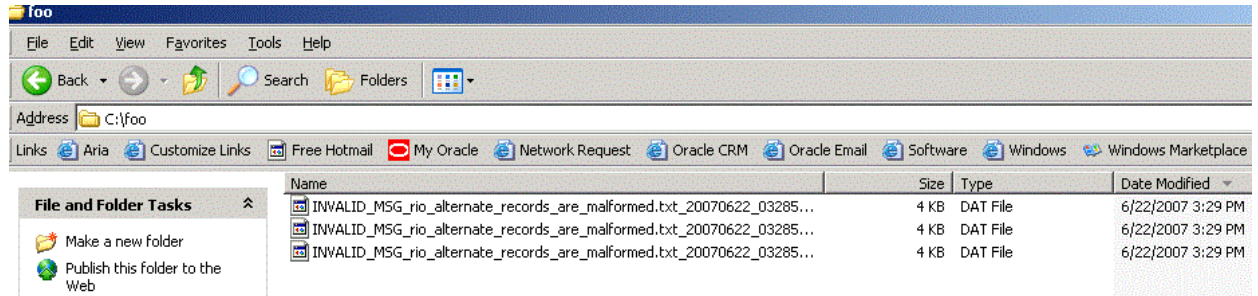 foo
File Edit View Favorites Tools Help
Back Search Folders
Address C:\foo
Links Aria Customize Links Free Hotmail My Oracle Network Request Oracle CRM Oracle Email Software Windows Windows Marketplace
Name Size Type Date Modified
File and Folder Tasks
INVALID_MSG_rio_alternate_records_are_malformed.txt_20070622_03285... 4 KB DAT File 6/22/2007 3:29 PM
INVALID_MSG_rio_alternate_records_are_malformed.txt_20070622_03285... 4 KB DAT File 6/22/2007 3:29 PM
INVALID_MSG_rio_alternate_records_are_malformed.txt_20070622_03285... 4 KB DAT File 6/22/2007 3:29 PM
Make a new folder
Publish this folder to the
Web